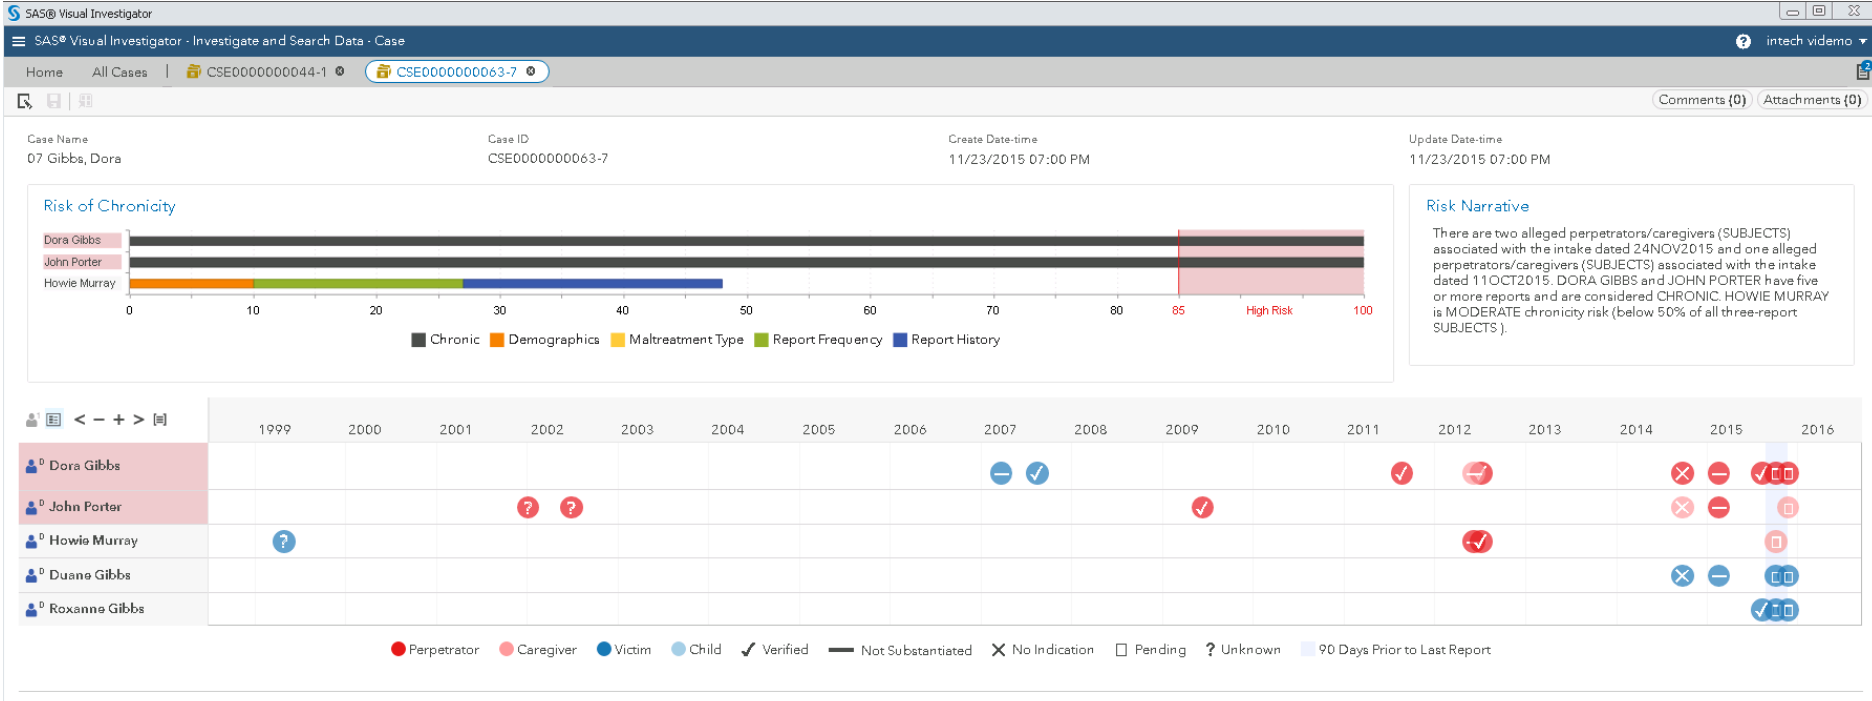 SAS® Visual Investigator
SAS® Visual Investigator - Investigate and Search Data - Case
intech videmo
Home All Cases CSE0000000044-1 CSE0000000063-7
2
Comments (0) Attachments (0)
Case Name Case ID Create Date-time Update Date-time
07 Gibbs, Dora CSE0000000063-7 11/23/2015 07:00 PM 11/23/2015 07:00 PM
Risk of Chronicity
Dora Gibbs
John Porter
Howie Murray
0 10 20 30 40 50 60 70 80 85 High Risk 100
Chronic Demographics Maltreatment Type Report Frequency Report History
Risk Narrative
There are two alleged perpetrators/caregivers (SUBJECTS)
associated with the intake dated 24NOV2015 and one alleged
perpetrators/caregivers (SUBJECTS) associated with the intake
dated 11OCT2015. DORA GIBBS and JOHN PORTER have five
or more reports and are considered CHRONIC. HOWIE MURRAY
is MODERATE chronicity risk (below 50% of all three-report
SUBJECTS ).
1999 2000 2001 2002 2003 2004 2005 2006 2007 2008 2009 2010 2011 2012 2013 2014 2015 2016
D Dora Gibbs
D John Porter
D Howie Murray
D Duane Gibbs
D Roxanne Gibbs
Perpetrator Caregiver Victim Child Verified Not Substantiated No Indication Pending ? Unknown 90 Days Prior to Last Report